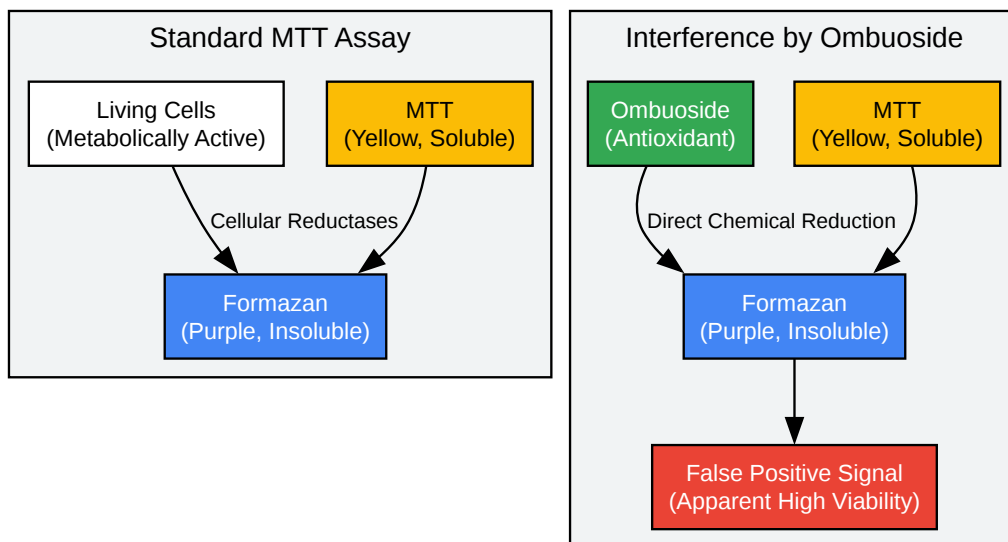 Standard MTT Assay
Living Cells
(Metabolically Active)
MTT
(Yellow, Soluble)
Cellular Reductases
Formazan
(Purple, Insoluble)
Interference by Ombuoside
Ombuoside
(Antioxidant)
MTT
(Yellow, Soluble)
Direct Chemical Reduction
Formazan
(Purple, Insoluble)
False Positive Signal
(Apparent High Viability)